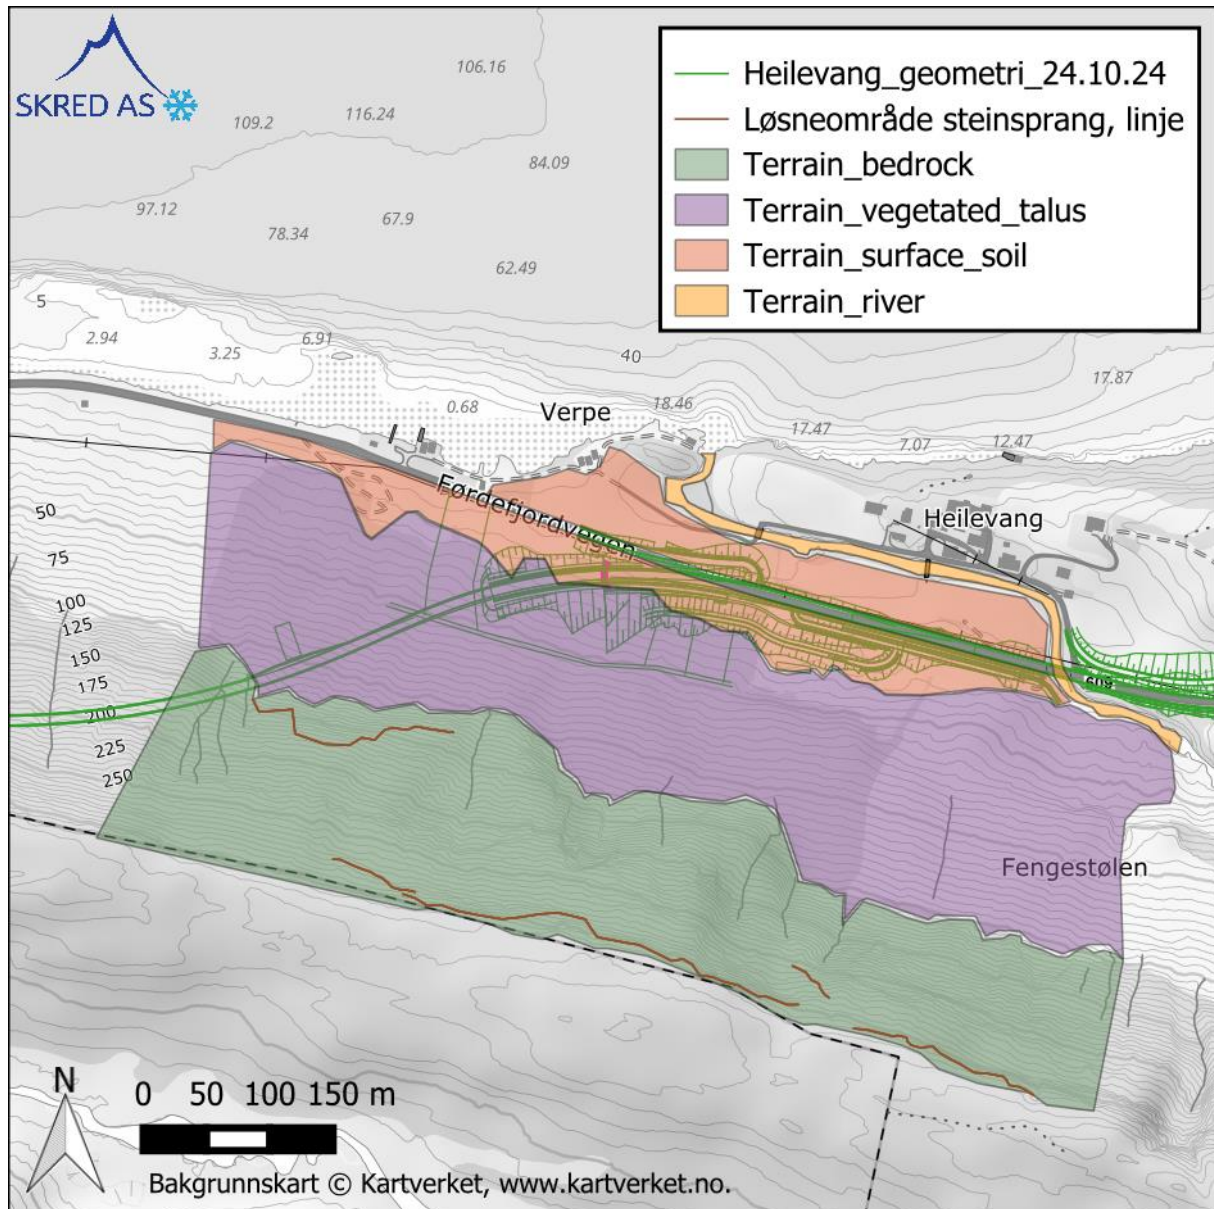 SKRED AS
Heilevang_geometri_24.10.24
Løsneområde steinsprang, linje
Terrain_bedrock
Terrain_vegetated_talus
Terrain_surface_soil
Terrain_river
106.16
109.2
116.24
84.09
97.12
67.9
78.34
62.49
5
2.94
3.25
6.91
40
17.87
0.68
Verpe
18.46
17.47
7.07
12.47
Førdefjordvegen
Heilevang
50
75
100
125
150
175
200
225
250
609
Fengestølen
N
0 50 100 150 m
Bakgrunnskart © Kartverket, www.kartverket.no.